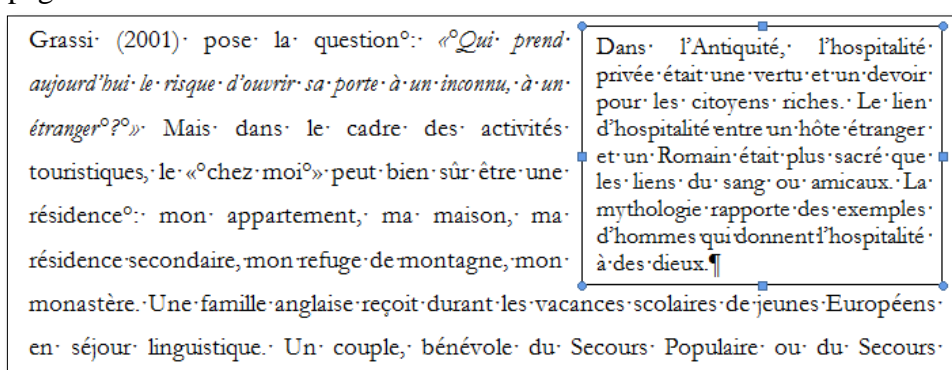 Grassi (2001) pose la question : « Qui prend
aujourd'hui le risque d'ouvrir sa porte à un inconnu, à un
étranger ? » Mais dans le cadre des activités
touristiques, le « chez moi » peut bien sûr être une
résidence : mon appartement, ma maison, ma
résidence secondaire, mon refuge de montagne, mon
monastère. Une famille anglaise reçoit durant les vacances scolaires de jeunes Européens
en séjour linguistique. Un couple, bénévole du Secours Populaire ou du Secours
Dans l'Antiquité, l'hospitalité
privée était une vertu et un devoir
pour les citoyens riches. Le lien
d'hospitalité entre un hôte étranger
et un Romain était plus sacré que
les liens du sang ou amicaux. La
mythologie rapporte des exemples
d'hommes qui donnent l'hospitalité
à des dieux.¶